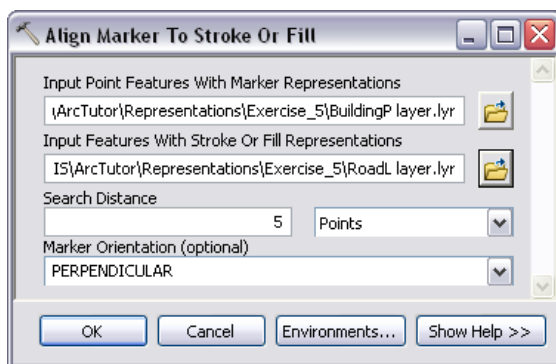 Align Marker To Stroke Or Fill
Input Point Features With Marker Representations
\ArcTutor\Representations\Exercise_5\BuildingP layer.lyr
Input Features With Stroke Or Fill Representations
IS\ArcTutor\Representations\Exercise_5\RoadL layer.lyr
Search Distance
5 Points
Marker Orientation (optional)
PERPENDICULAR
OK Cancel Environments... Show Help >>